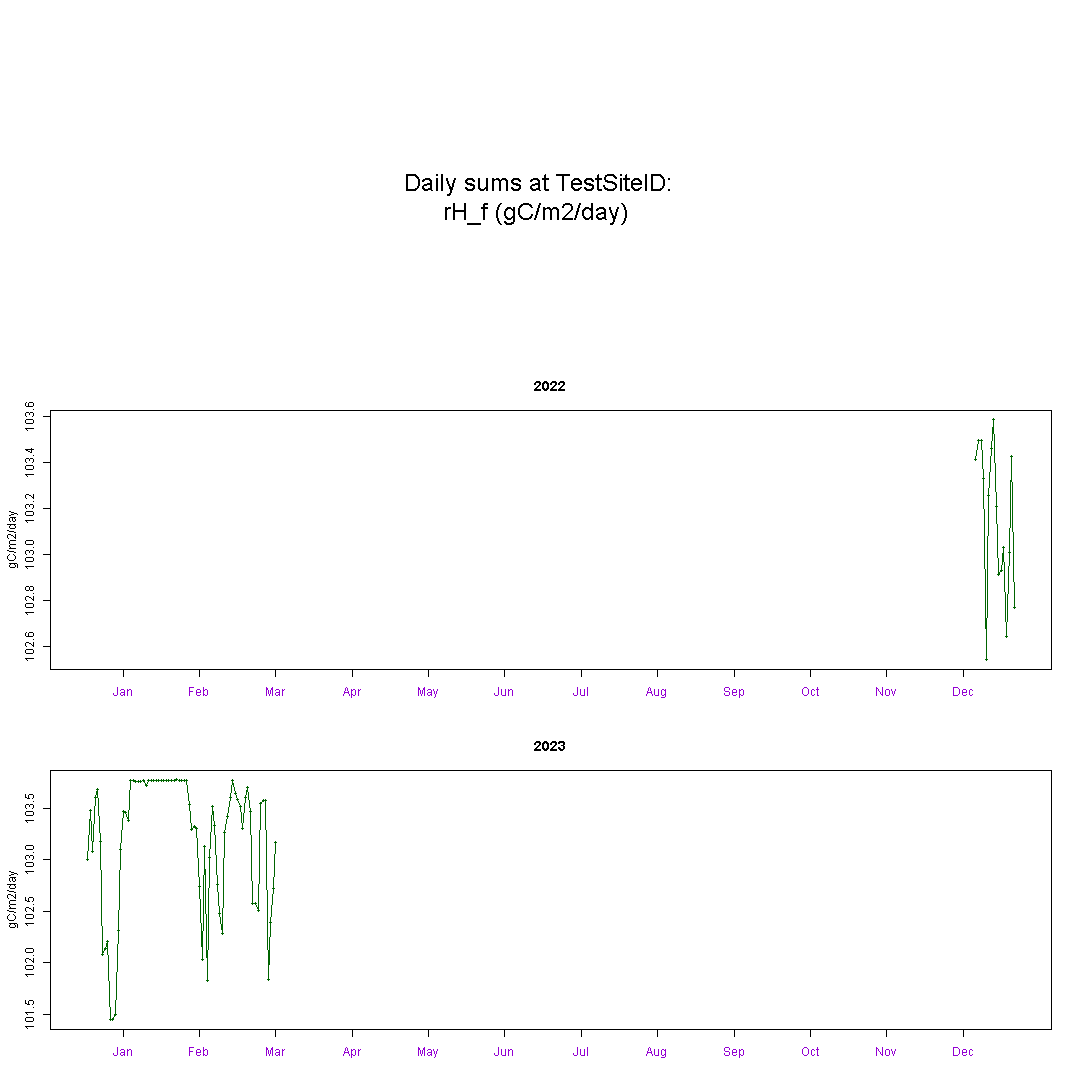 Daily sums at TestSiteID:
rH_f (gC/m2/day)
2022
gC/m2/day
103.6
103.4
103.2
103.0
102.8
102.6
Jan Feb Mar Apr May Jun Jul Aug Sep Oct Nov Dec
2023
gC/m2/day
103.5
103.0
102.5
102.0
101.5
Jan Feb Mar Apr May Jun Jul Aug Sep Oct Nov Dec